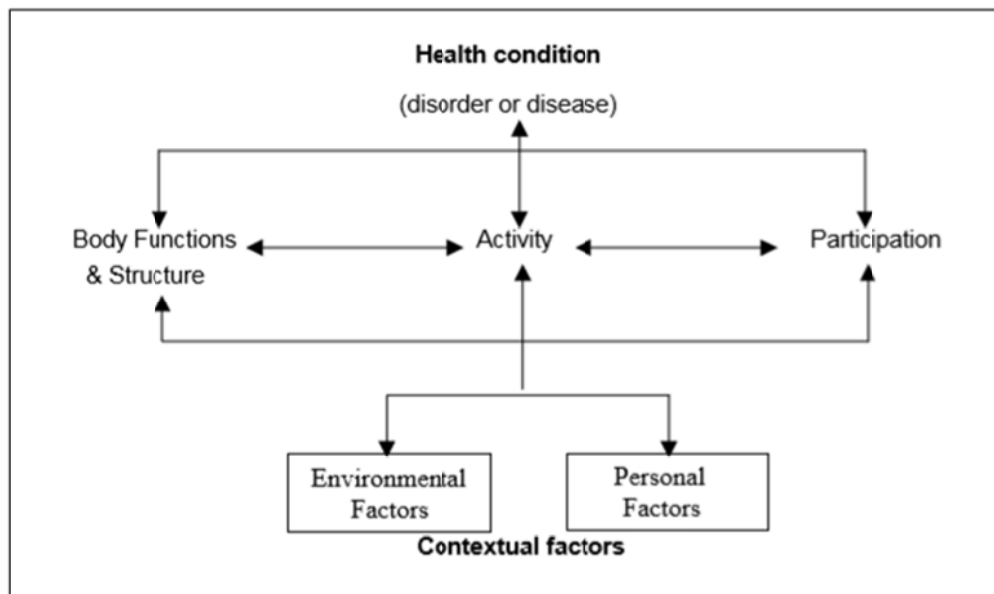 Health condition
(disorder or disease)
Body Functions
& Structure
Activity
Participation
Environmental
Factors
Personal
Factors
Contextual factors